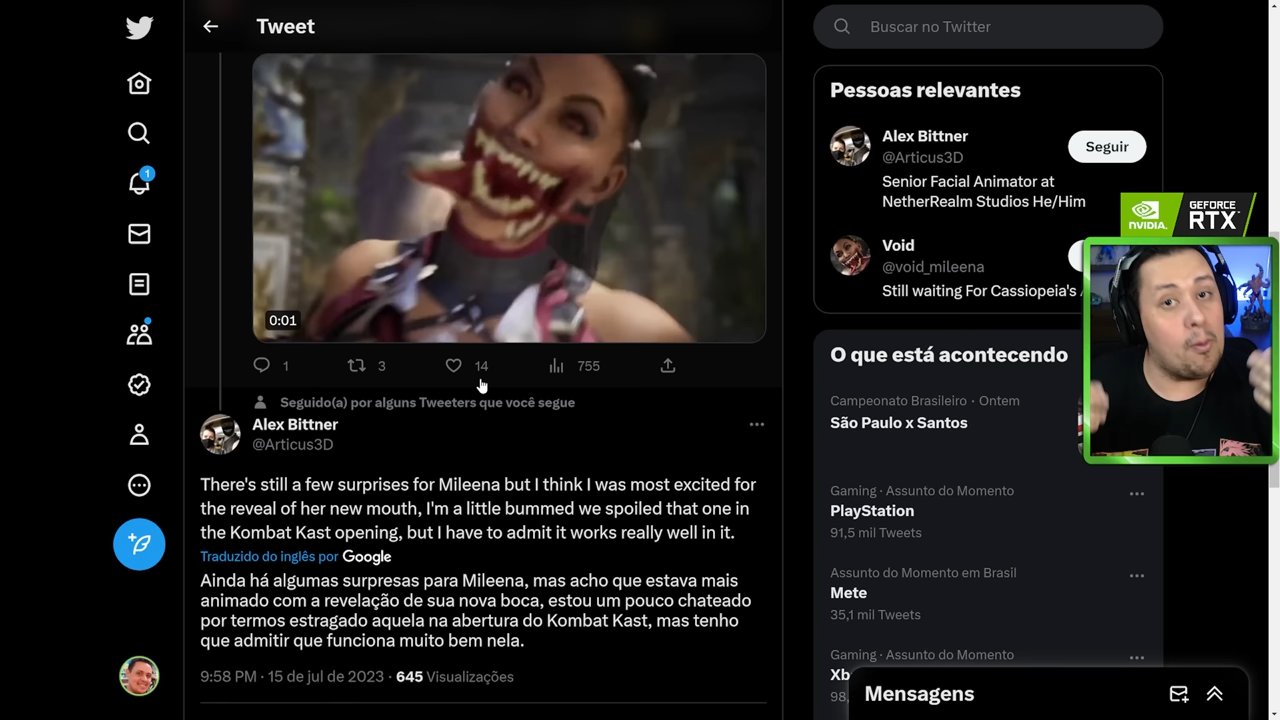 Tweet
0:01
1
3
14
755
Seguido(a) por alguns Tweeters que você segue
Alex Bittner
@Articus3D
There's still a few surprises for Mileena but I think I was most excited for
the reveal of her new mouth, I'm a little bummed we spoiled that one in
the Kombat Kast opening, but I have to admit it works really well in it.
Traduzido do inglês por Google
Ainda há algumas surpresas para Mileena, mas acho que estava mais
animado com a revelação de sua nova boca, estou um pouco chateado
por termos estragado aquela na abertura do Kombat Kast, mas tenho
que admitir que funciona muito bem nela.
9:58 PM · 15 de jul de 2023 · 645 Visualizações
1
Buscar no Twitter
Pessoas relevantes
Alex Bittner
@Articus3D
Seguir
Senior Facial Animator at
NetherRealm Studios He/Him
Void
@void_mileena
Still waiting For Cassiopeia's
NVIDIA.
GEFORCE
RTX
O que está acontecendo
Campeonato Brasileiro · Ontem
São Paulo x Santos
Gaming · Assunto do Momento
PlayStation
91,5 mil Tweets
Assunto do Momento em Brasil
Mete
35,1 mil Tweets
Gaming · Assunto do Momento
Xb
98,
Mensagens